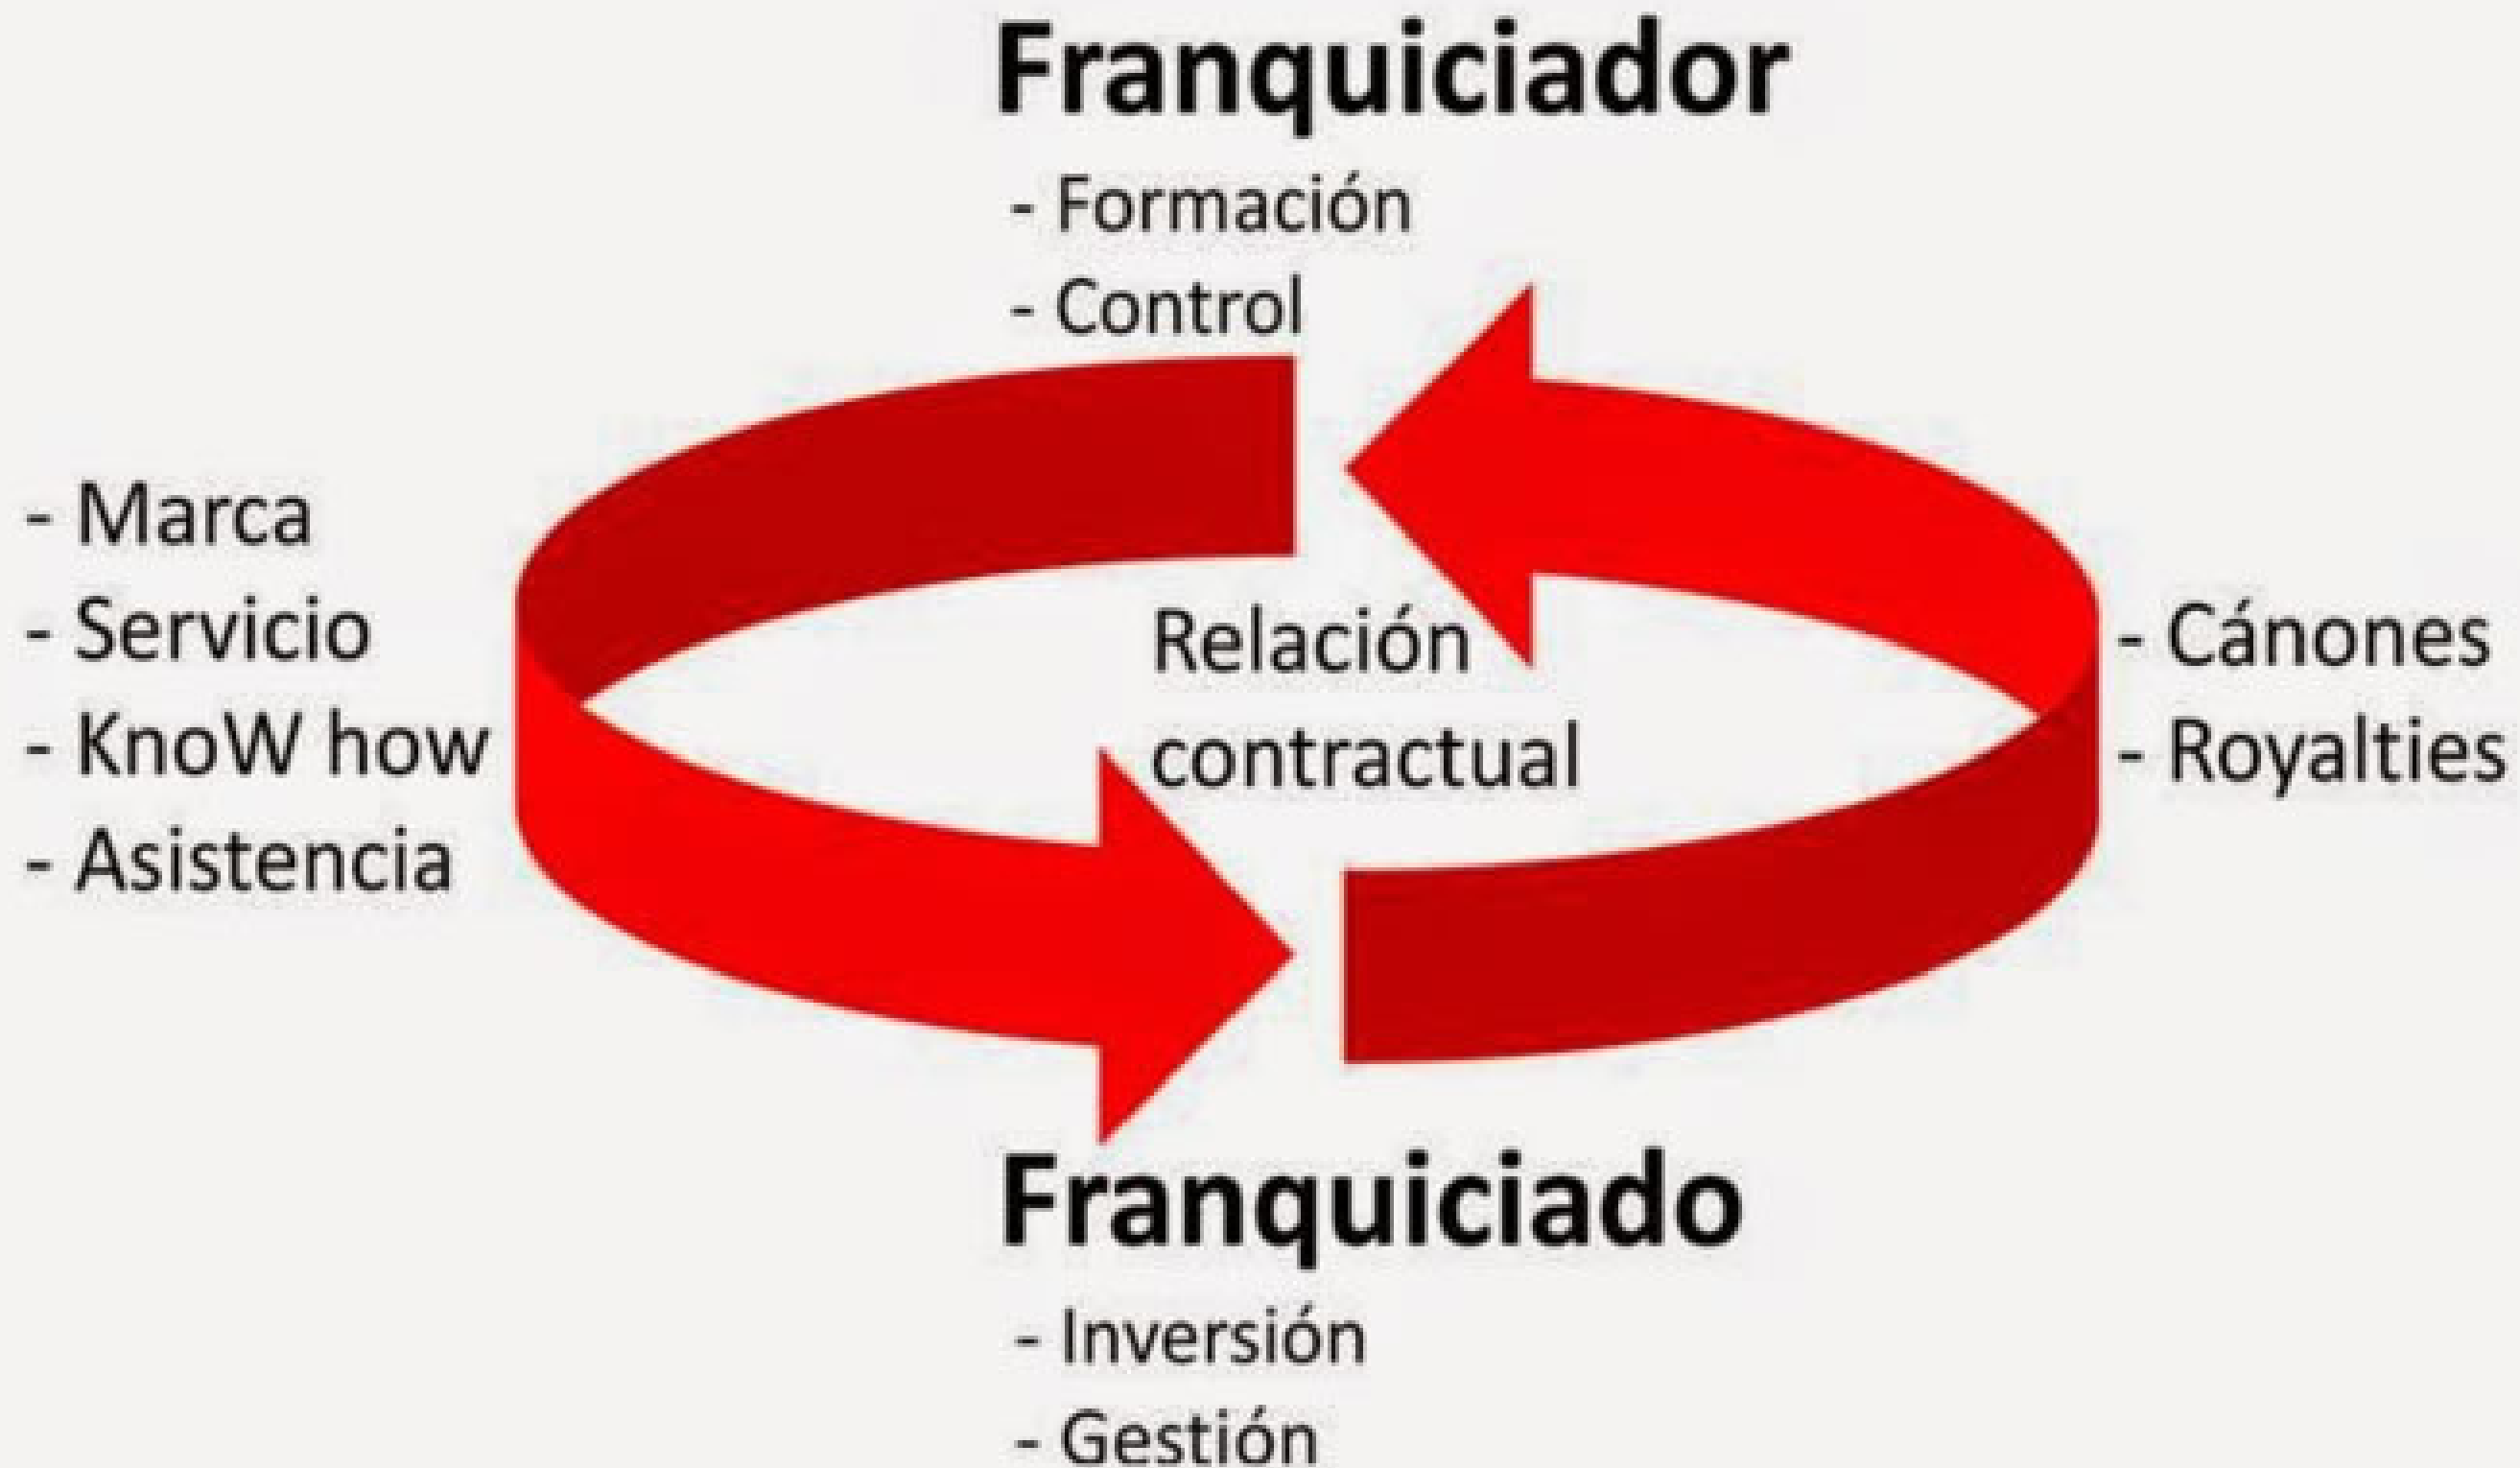 Franquiciador
- Formación
- Control
- Marca
- Servicio
- KnoW how
- Asistencia
Relación
contractual
- Cánones
- Royalties
Franquiciado
- Inversión
- Gestión